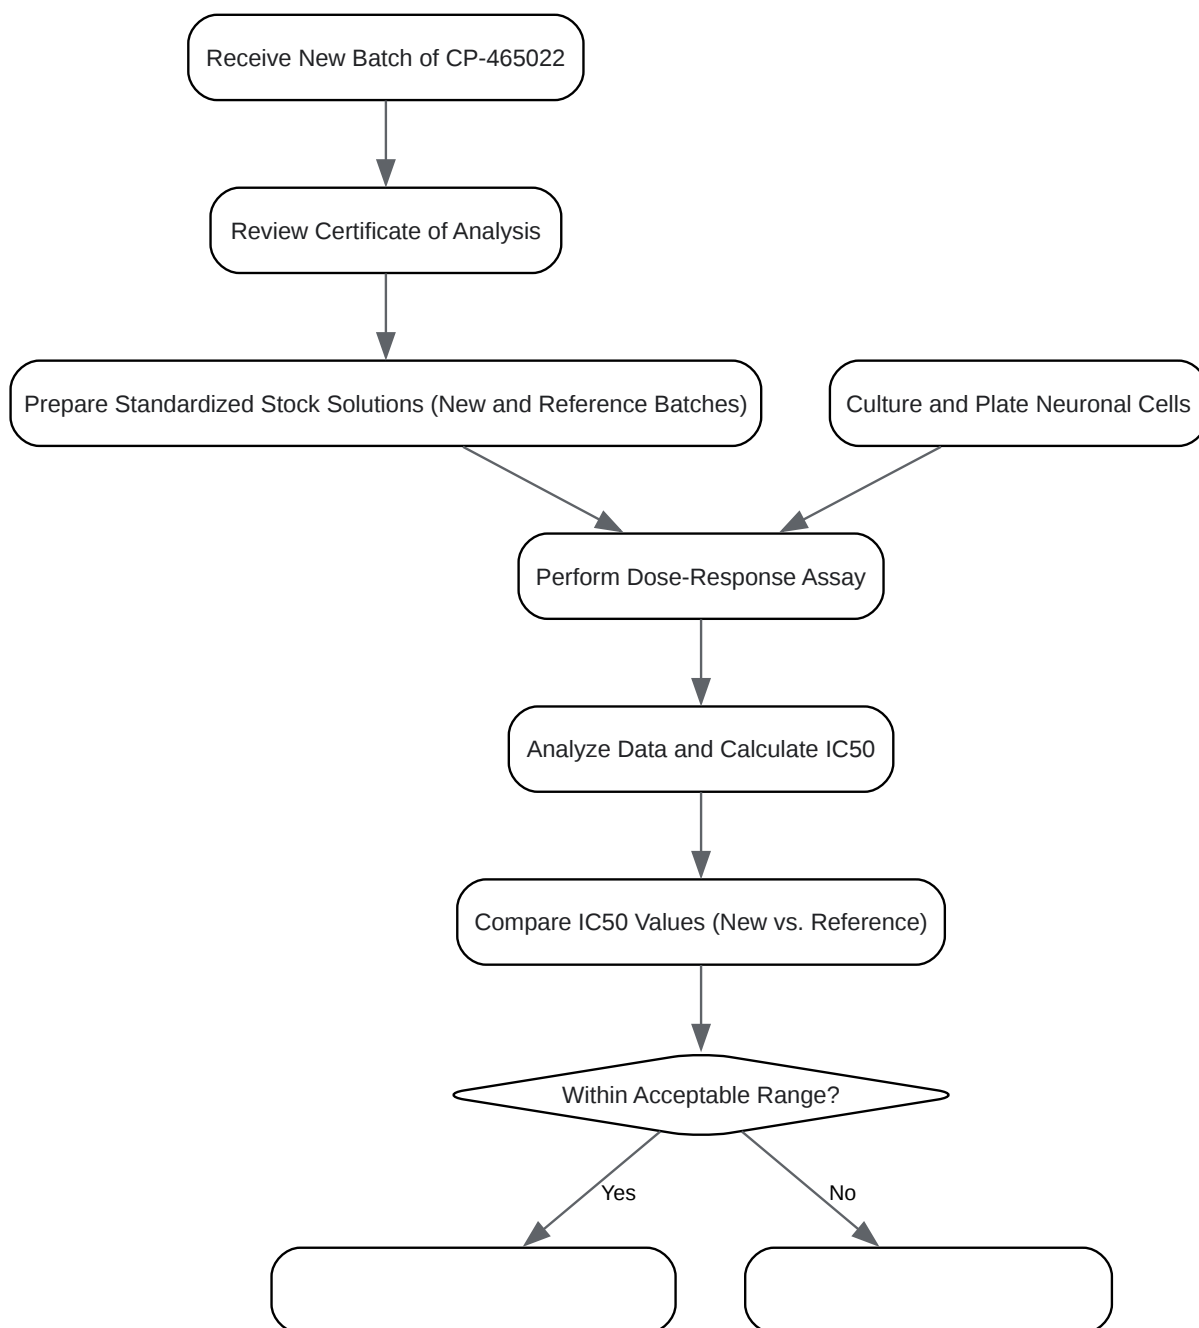 Receive New Batch of CP-465022
Review Certificate of Analysis
Prepare Standardized Stock Solutions (New and Reference Batches)
Culture and Plate Neuronal Cells
Perform Dose-Response Assay
Analyze Data and Calculate IC50
Compare IC50 Values (New vs. Reference)
Within Acceptable Range?
Yes
No